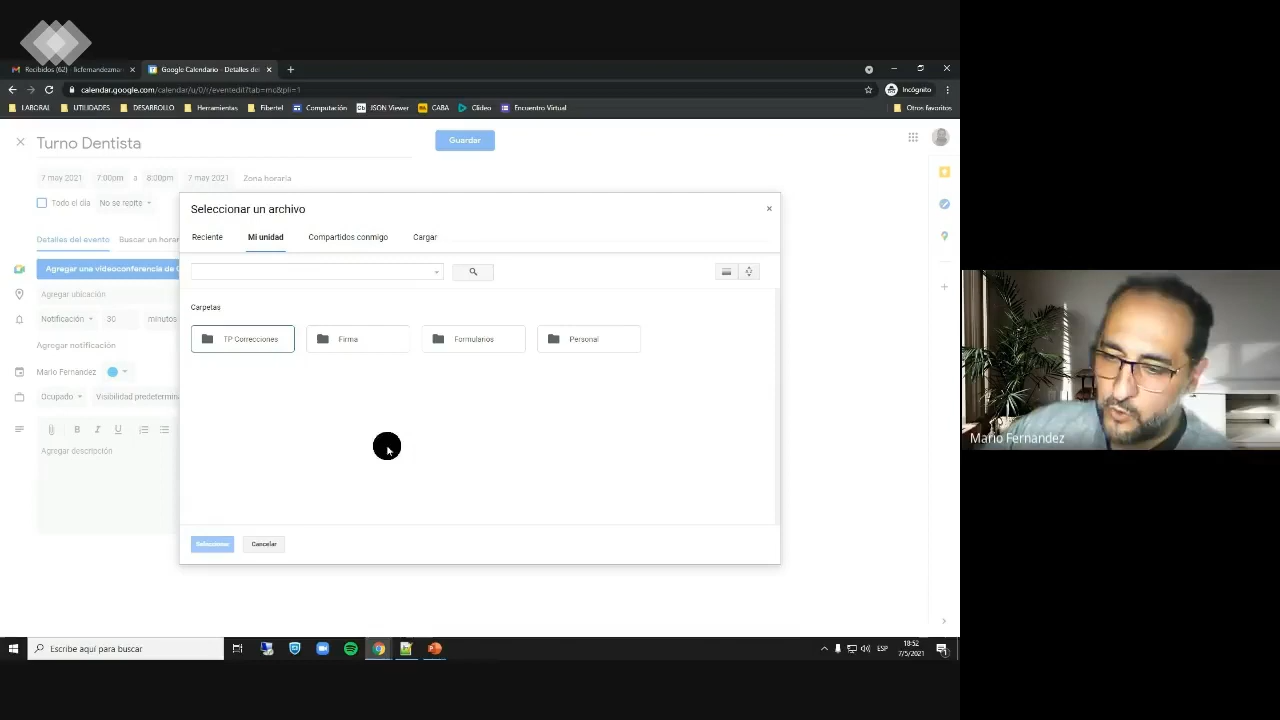 Recibidos (62) - ficfernandezmar
Google Calendario - Detalles del
calendar.google.com/calendar/u/0/r/eventedit?tab=mc&pli=1
Incógnito
LABORAL
UTILIDADES
DESARROLLO
Herramientas
Fibertel
Computación
JSON Viewer
CABA
Clideo
Encuentro Virtual
Otros favoritos
Turno Dentista
Guardar
7 may 2021 7:00pm a 8:00pm 7 may 2021 Zona horaria
Todo el día No se repite
Detalles del evento Buscar un horar
Agregar una videoconferencia de G
Agregar ubicación
Notificación 30 minutos
Agregar notificación
Mario Fernandez
Ocupado Visibilidad predetermina
Agregar descripción
Seleccionar un archivo
Reciente Mi unidad Compartidos conmigo Cargar
Carpetas
TP Correcciones Firma Formularios Personal
Seleccionar Cancelar
Mario Fernandez
Escribe aquí para buscar
ESP
18:52
7/5/2021